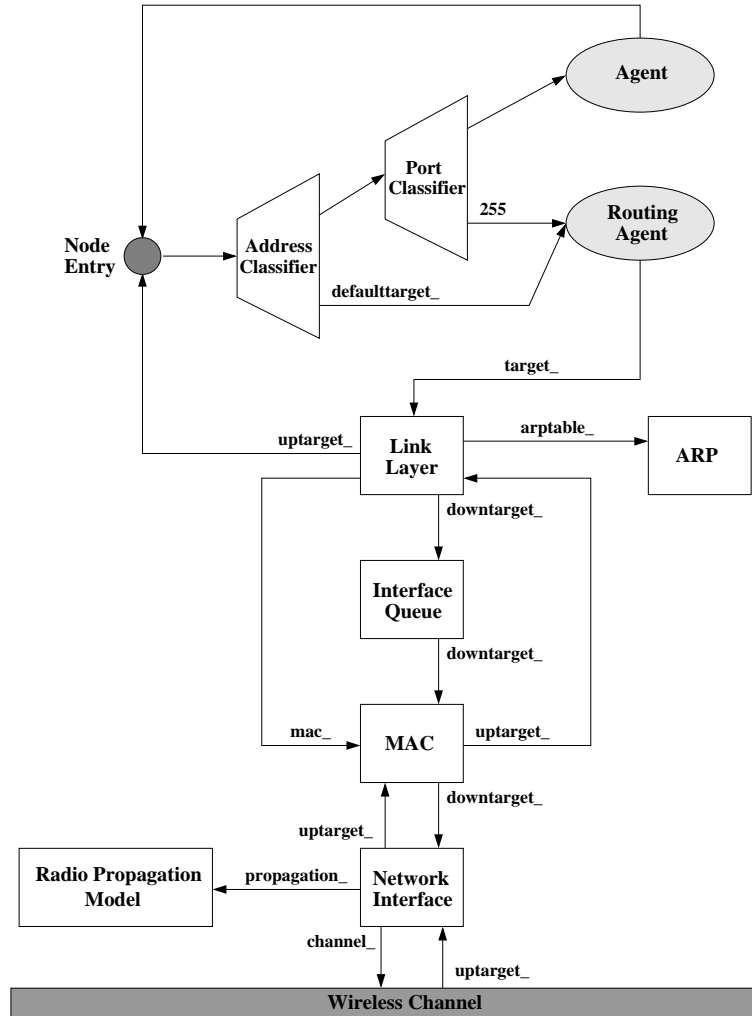 Agent
Port
Classifier
255
Routing
Agent
Node
Entry
Address
Classifier
defaulttarget_
target_
uptarget_
Link
Layer
arptable_
ARP
downtarget_
Interface
Queue
downtarget_
mac_
MAC
uptarget_
downtarget_
uptarget_
Radio Propagation
Model
propagation_
Network
Interface
channel_
uptarget_
Wireless Channel